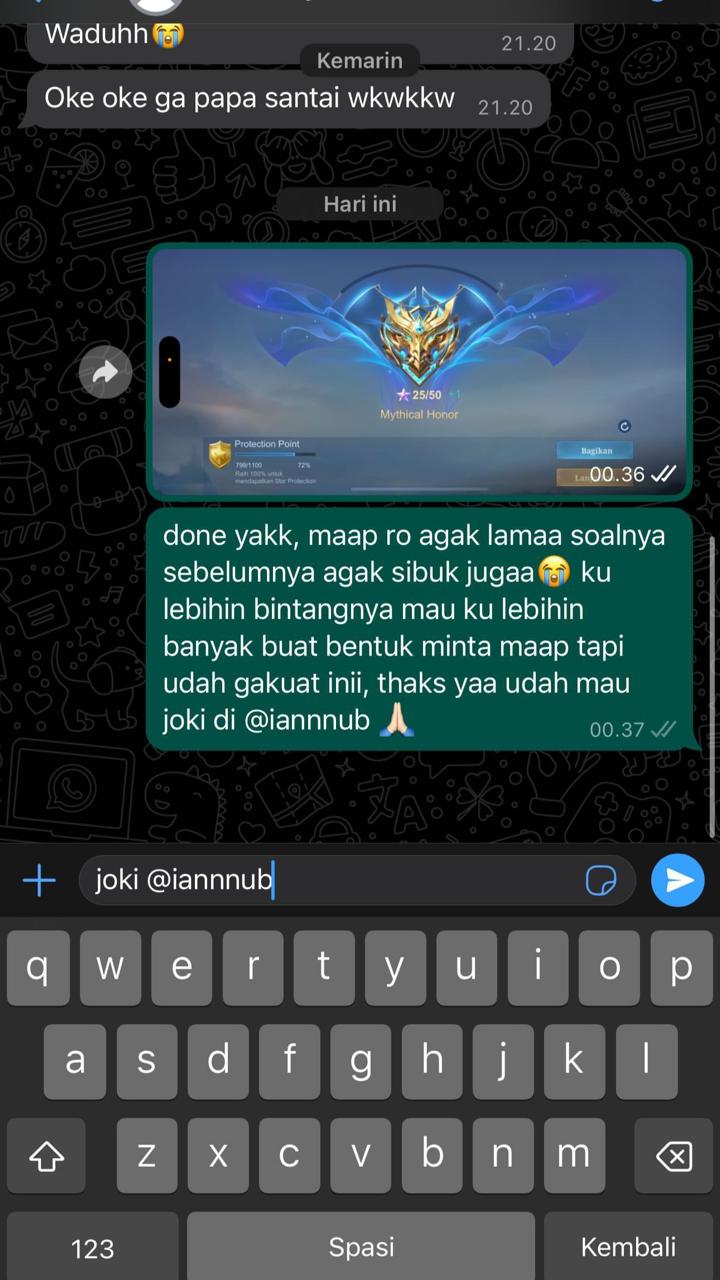 Waduhh😭
21.20
Kemarin
Oke oke ga papa santai wkwkkw
21.20
Hari ini
25/50 +1
Mythical Honor
Protection Point
799/1100 72%
Raih 100% untuk
mendapatkan Star Protection
Bagikan
00.36
done yakk, maap ro agak lamaa soalnya
sebelumnya agak sibuk jugaa😭 ku
lebihin bintangnya mau ku lebihin
banyak buat bentuk minta maap tapi
udah gakuat inii, thaks yaa udah mau
joki di @iannnub 🙏🏻
00.37
joki @iannnub
q w e r t y u i o p
a s d f g h j k l
z x c v b n m
123 Spasi Kembali